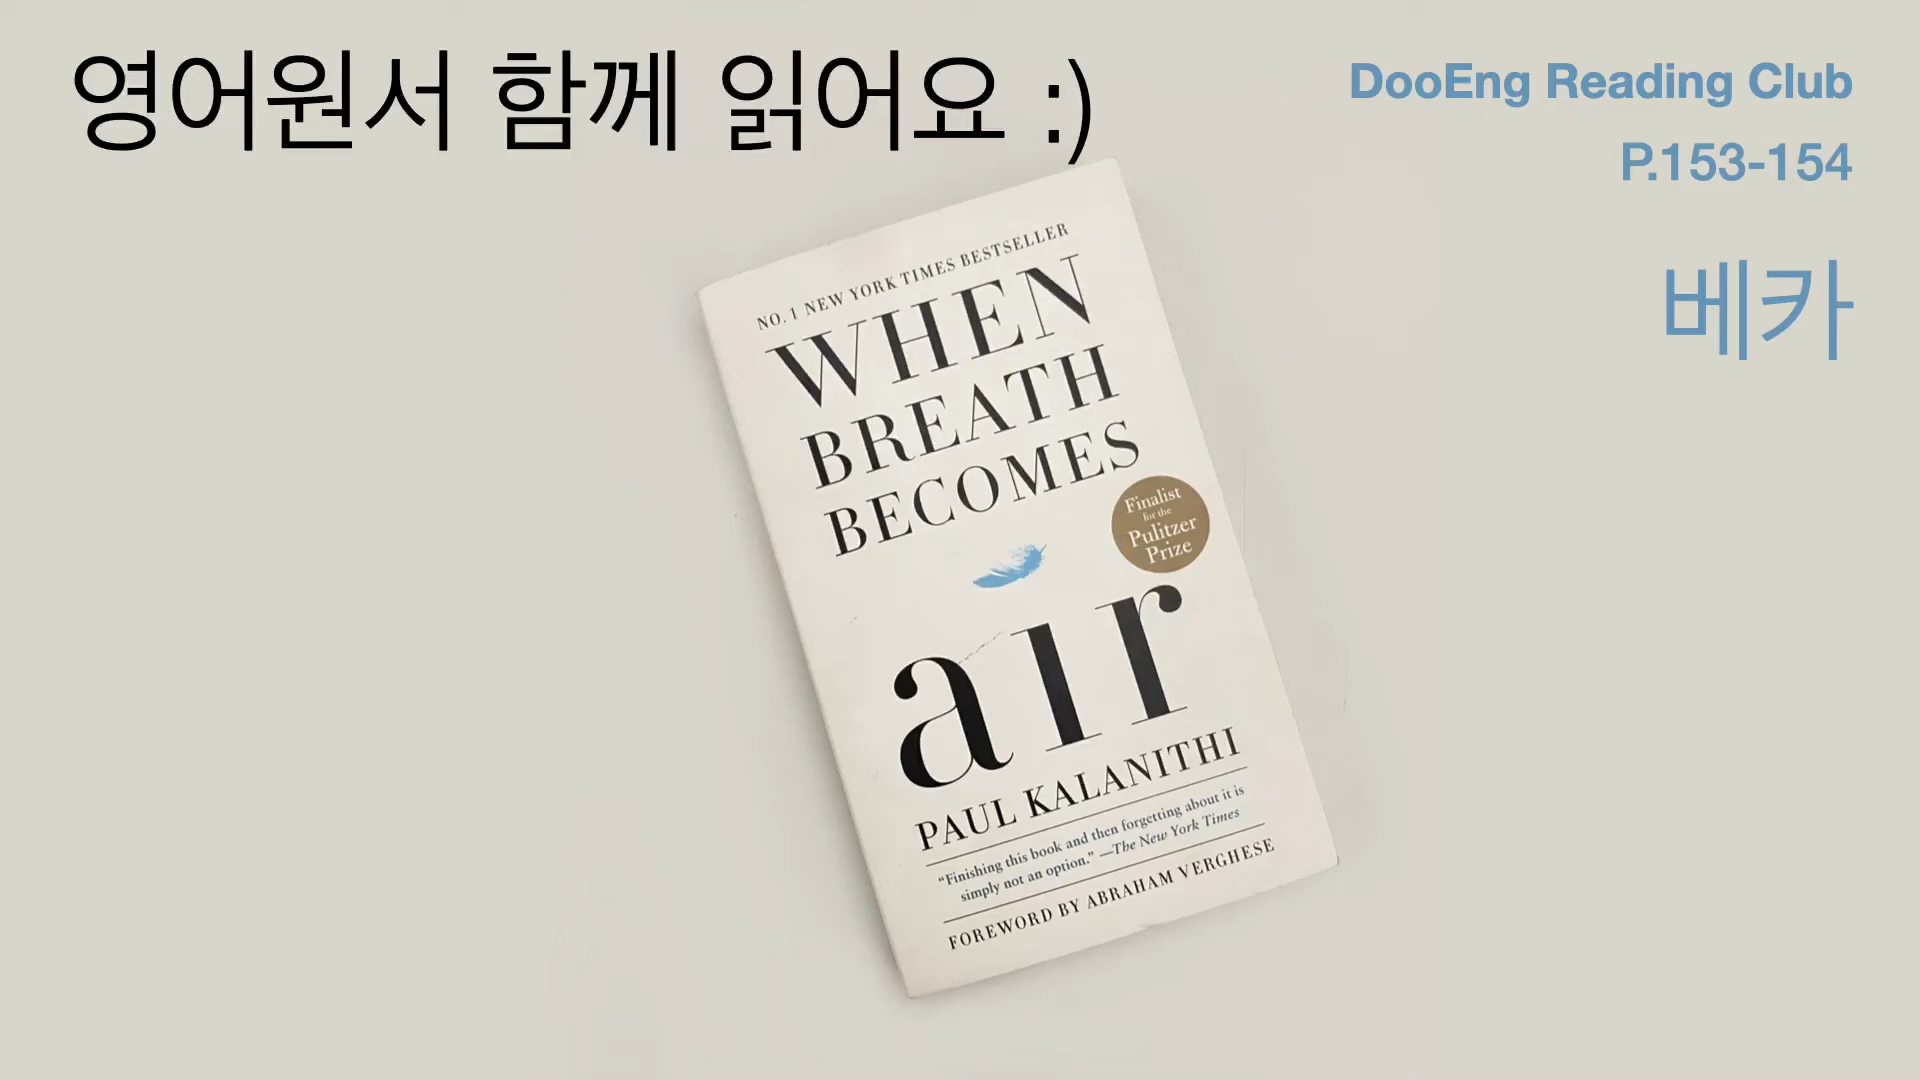 영어원서 함께 읽어요 :)
DooEng Reading Club
P.153-154
베카
NO. 1 NEW YORK TIMES BESTSELLER
WHEN
BREATH
BECOMES
Finalist
for the
Pulitzer
Prize
air
PAUL KALANITHI
“Finishing this book and then forgetting about it is
simply not an option.” —The New York Times
FOREWORD BY ABRAHAM VERGHESE